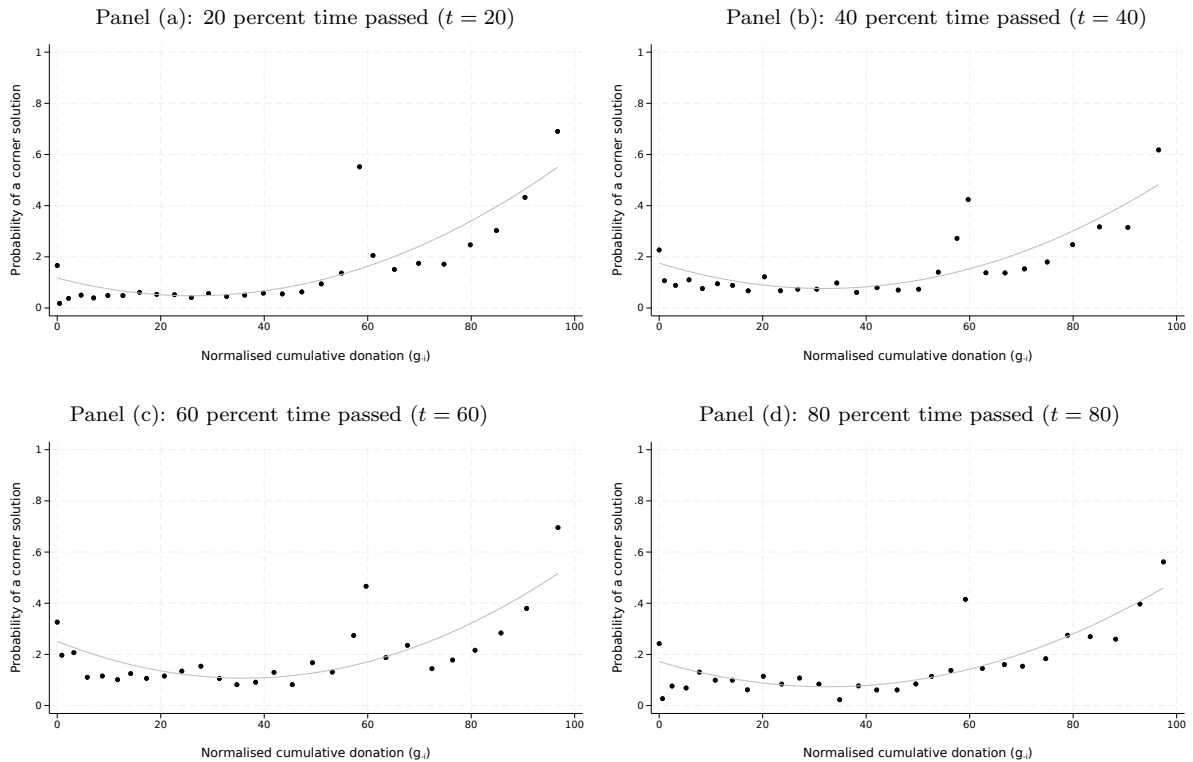 Panel (a): 20 percent time passed (t = 20)
1
.8
.6
.4
.2
0
Probability of a corner solution
0 20 40 60 80 100
Normalised cumulative donation (g-i)
Panel (b): 40 percent time passed (t = 40)
1
.8
.6
.4
.2
0
Probability of a corner solution
0 20 40 60 80 100
Normalised cumulative donation (g-i)
Panel (c): 60 percent time passed (t = 60)
1
.8
.6
.4
.2
0
Probability of a corner solution
0 20 40 60 80 100
Normalised cumulative donation (g-i)
Panel (d): 80 percent time passed (t = 80)
1
.8
.6
.4
.2
0
Probability of a corner solution
0 20 40 60 80 100
Normalised cumulative donation (g-i)